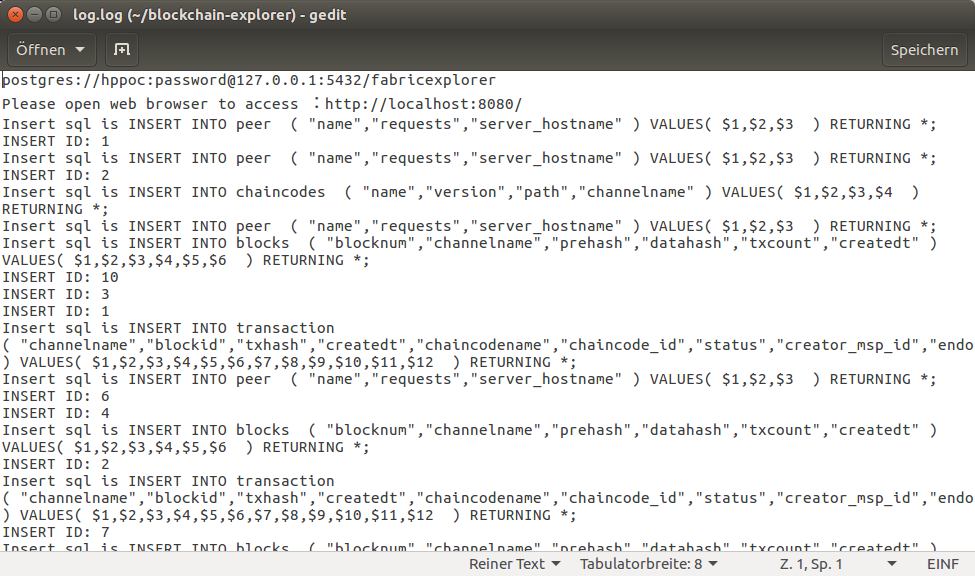 log.log (~/blockchain-explorer) - gedit
Öffnen
Speichern
postgres://hppoc:password@127.0.0.1:5432/fabricexplorer
Please open web browser to access ：http://localhost:8080/
Insert sql is INSERT INTO peer  ( "name","requests","server_hostname" ) VALUES( $1,$2,$3  ) RETURNING *;
INSERT ID: 1
Insert sql is INSERT INTO peer  ( "name","requests","server_hostname" ) VALUES( $1,$2,$3  ) RETURNING *;
INSERT ID: 2
Insert sql is INSERT INTO chaincodes  ( "name","version","path","channelname" ) VALUES( $1,$2,$3,$4  )
RETURNING *;
Insert sql is INSERT INTO peer  ( "name","requests","server_hostname" ) VALUES( $1,$2,$3  ) RETURNING *;
Insert sql is INSERT INTO blocks  ( "blocknum","channelname","prehash","datahash","txcount","createdt" )
VALUES( $1,$2,$3,$4,$5,$6  ) RETURNING *;
INSERT ID: 10
INSERT ID: 3
INSERT ID: 1
Insert sql is INSERT INTO transaction
( "channelname","blockid","txhash","createdt","chaincodename","chaincode_id","status","creator_msp_id","endo
) VALUES( $1,$2,$3,$4,$5,$6,$7,$8,$9,$10,$11,$12  ) RETURNING *;
Insert sql is INSERT INTO peer  ( "name","requests","server_hostname" ) VALUES( $1,$2,$3  ) RETURNING *;
INSERT ID: 6
INSERT ID: 4
Insert sql is INSERT INTO blocks  ( "blocknum","channelname","prehash","datahash","txcount","createdt" )
VALUES( $1,$2,$3,$4,$5,$6  ) RETURNING *;
INSERT ID: 2
Insert sql is INSERT INTO transaction
( "channelname","blockid","txhash","createdt","chaincodename","chaincode_id","status","creator_msp_id","endo
) VALUES( $1,$2,$3,$4,$5,$6,$7,$8,$9,$10,$11,$12  ) RETURNING *;
INSERT ID: 7
Insert sql is INSERT INTO blocks  ( "blocknum","channelname","prehash","datahash","txcount","createdt" )
Reiner Text
Tabulatorbreite: 8
Z. 1, Sp. 1
EINF